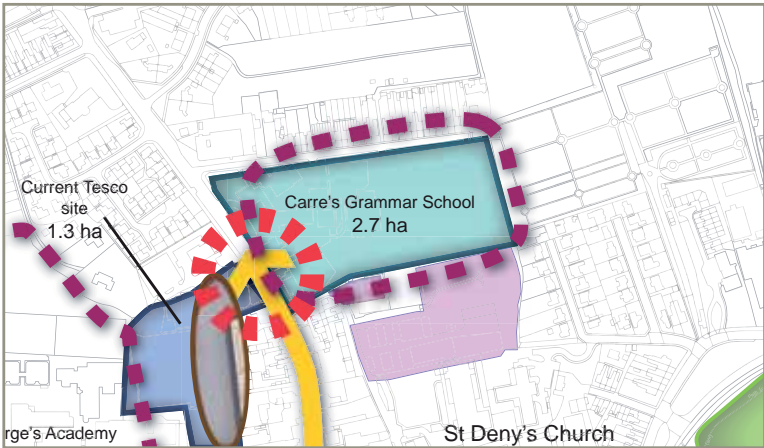 Carre's Grammar School
2.7 ha
Current Tesco
site
1.3 ha
rge's Academy
St Deny's Church